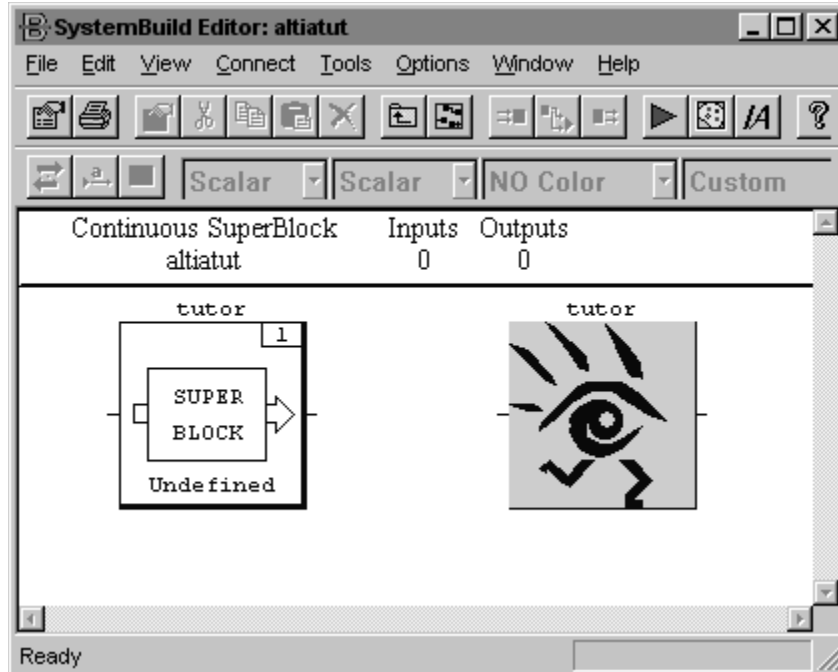 SystemBuild Editor: altiatut
File Edit View Connect Tools Options Window Help
IA ?
a Scalar Scalar NO Color Custom
Continuous SuperBlock Inputs Outputs
altiatut 0 0
tutor tutor
1
SUPER
BLOCK
Undefined
Ready